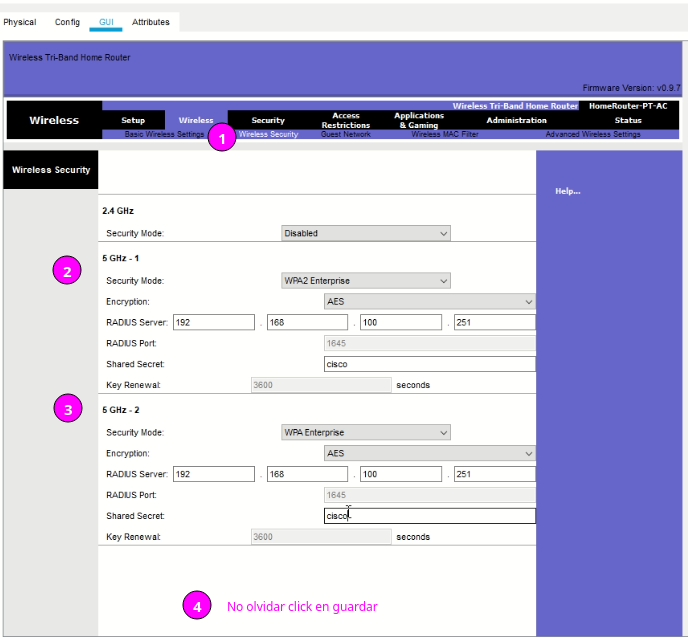 Physical Config GUI Attributes
Wireless Tri-Band Home Router
Firmware Version: v0.9.7
Wireless Tri-Band Home Router HomeRouter-PT-AC
Wireless Setup Wireless Security Access Restrictions Applications & Gaming Administration Status
Basic Wireless Settings 1 Wireless Security Guest Network Wireless MAC Filter Advanced Wireless Settings
Wireless Security
Help...
2.4 GHz
Security Mode: Disabled
5 GHz - 1
2
Security Mode: WPA2 Enterprise
Encryption: AES
RADIUS Server: 192 . 168 . 100 . 251
RADIUS Port: 1645
Shared Secret: cisco
Key Renewal: 3600 seconds
3
5 GHz - 2
Security Mode: WPA Enterprise
Encryption: AES
RADIUS Server: 192 . 168 . 100 . 251
RADIUS Port: 1645
Shared Secret: cisco
Key Renewal: 3600 seconds
4 No olvidar click en guardar